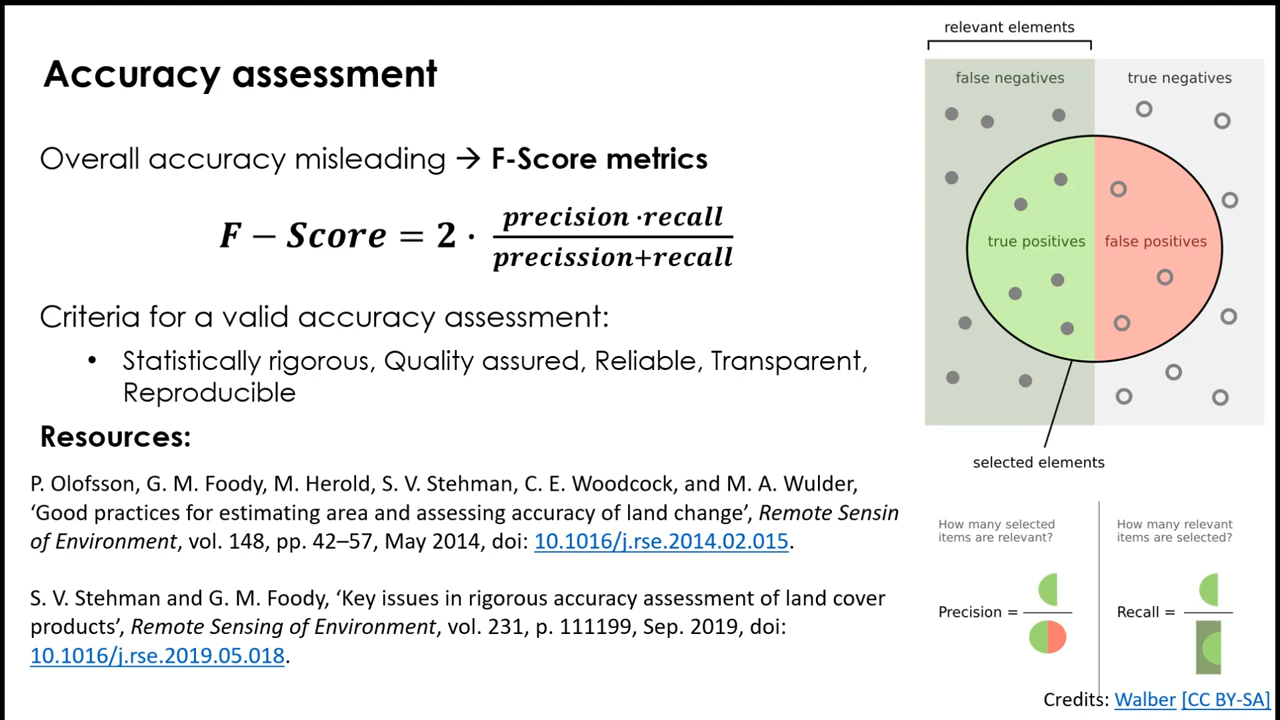 Accuracy assessment
Overall accuracy misleading → F-Score metrics
F − Score = 2 · precision ·recall / precission+recall
Criteria for a valid accuracy assessment:
• Statistically rigorous, Quality assured, Reliable, Transparent,
Reproducible
Resources:
P. Olofsson, G. M. Foody, M. Herold, S. V. Stehman, C. E. Woodcock, and M. A. Wulder,
‘Good practices for estimating area and assessing accuracy of land change’, Remote Sensin
of Environment, vol. 148, pp. 42–57, May 2014, doi: 10.1016/j.rse.2014.02.015.
S. V. Stehman and G. M. Foody, ‘Key issues in rigorous accuracy assessment of land cover
products’, Remote Sensing of Environment, vol. 231, p. 111199, Sep. 2019, doi:
10.1016/j.rse.2019.05.018.
relevant elements
false negatives
true negatives
true positives
false positives
selected elements
How many selected
items are relevant?
Precision =
How many relevant
items are selected?
Recall =
Credits: Walber [CC BY-SA]